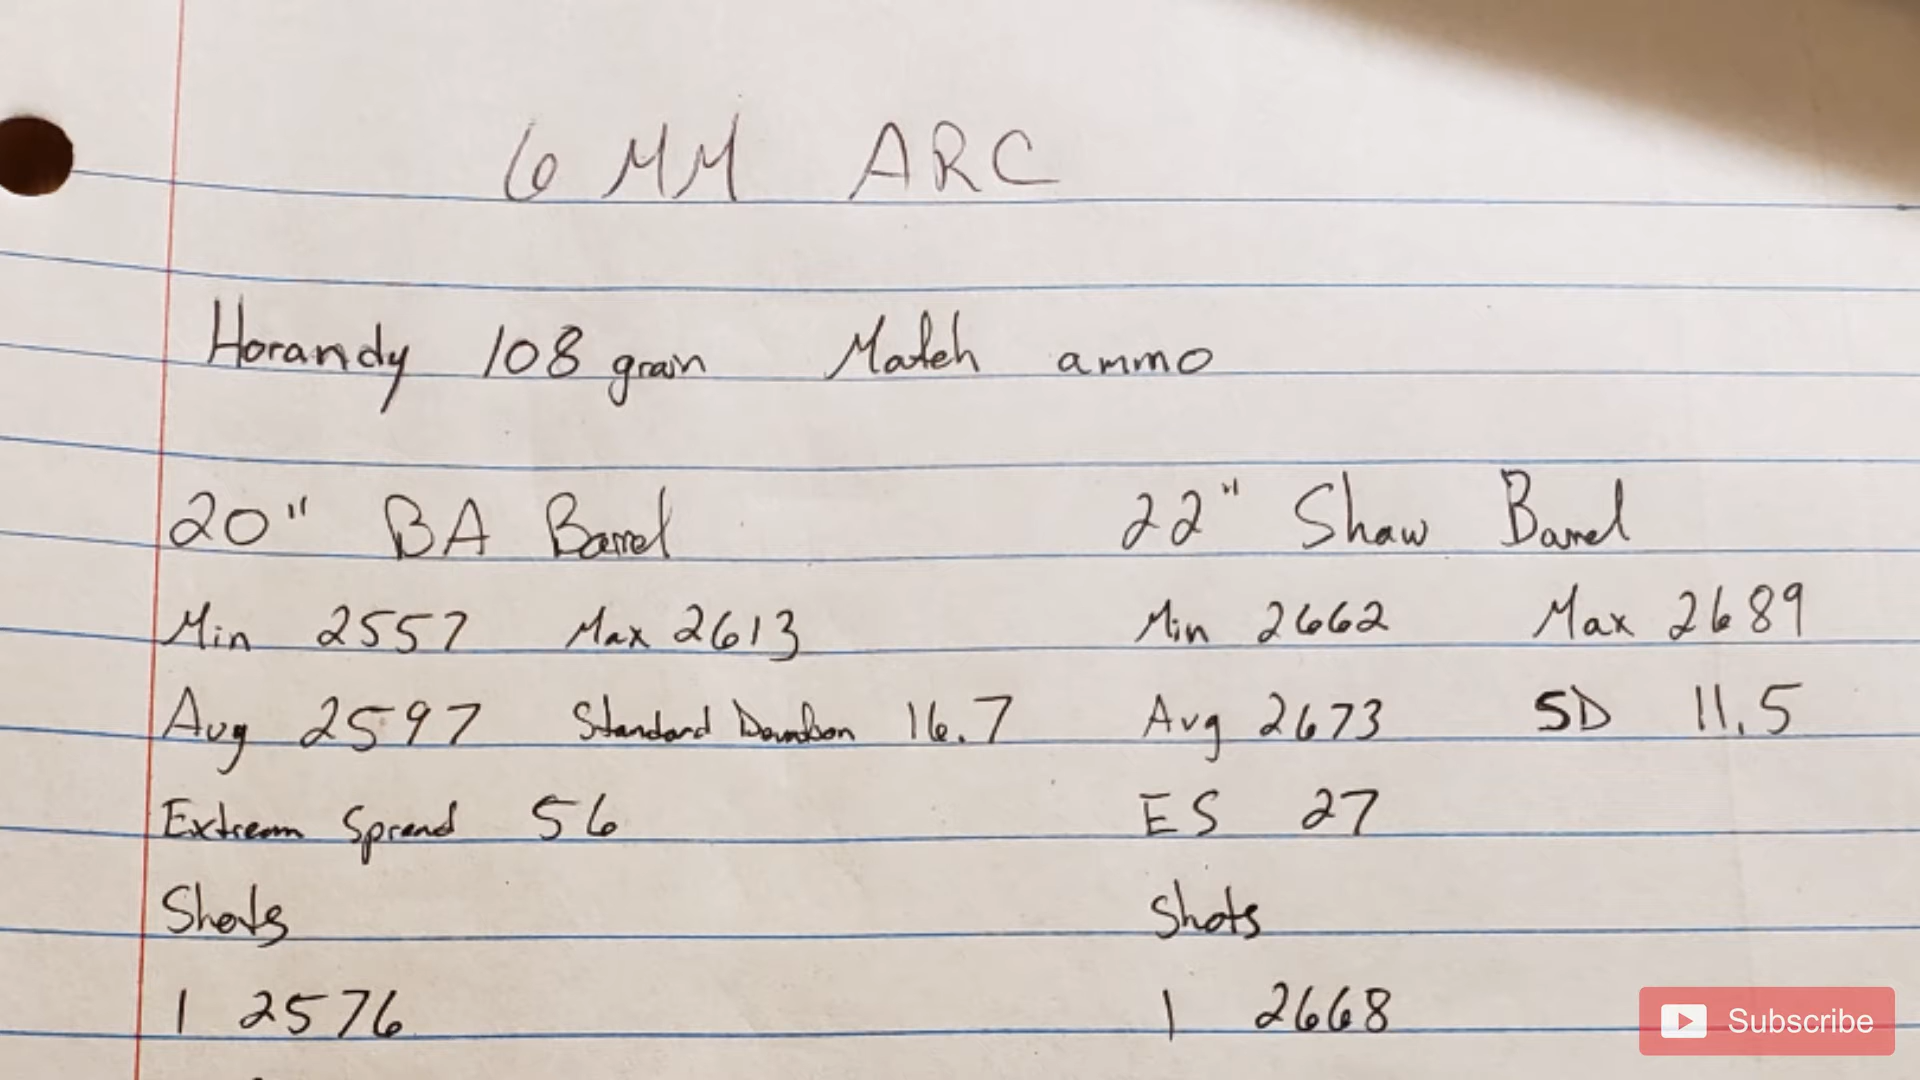 6 MM ARC
Horandy 108 grain Match ammo
20" BA Barrel 22" Shaw Barrel
Min 2557 Max 2613 Min 2662 Max 2689
Avg 2597 Standard Deviation 16.7 Avg 2673 SD 11.5
Extream Spread 56 ES 27
Shots Shots
1 2576 1 2668
Subscribe